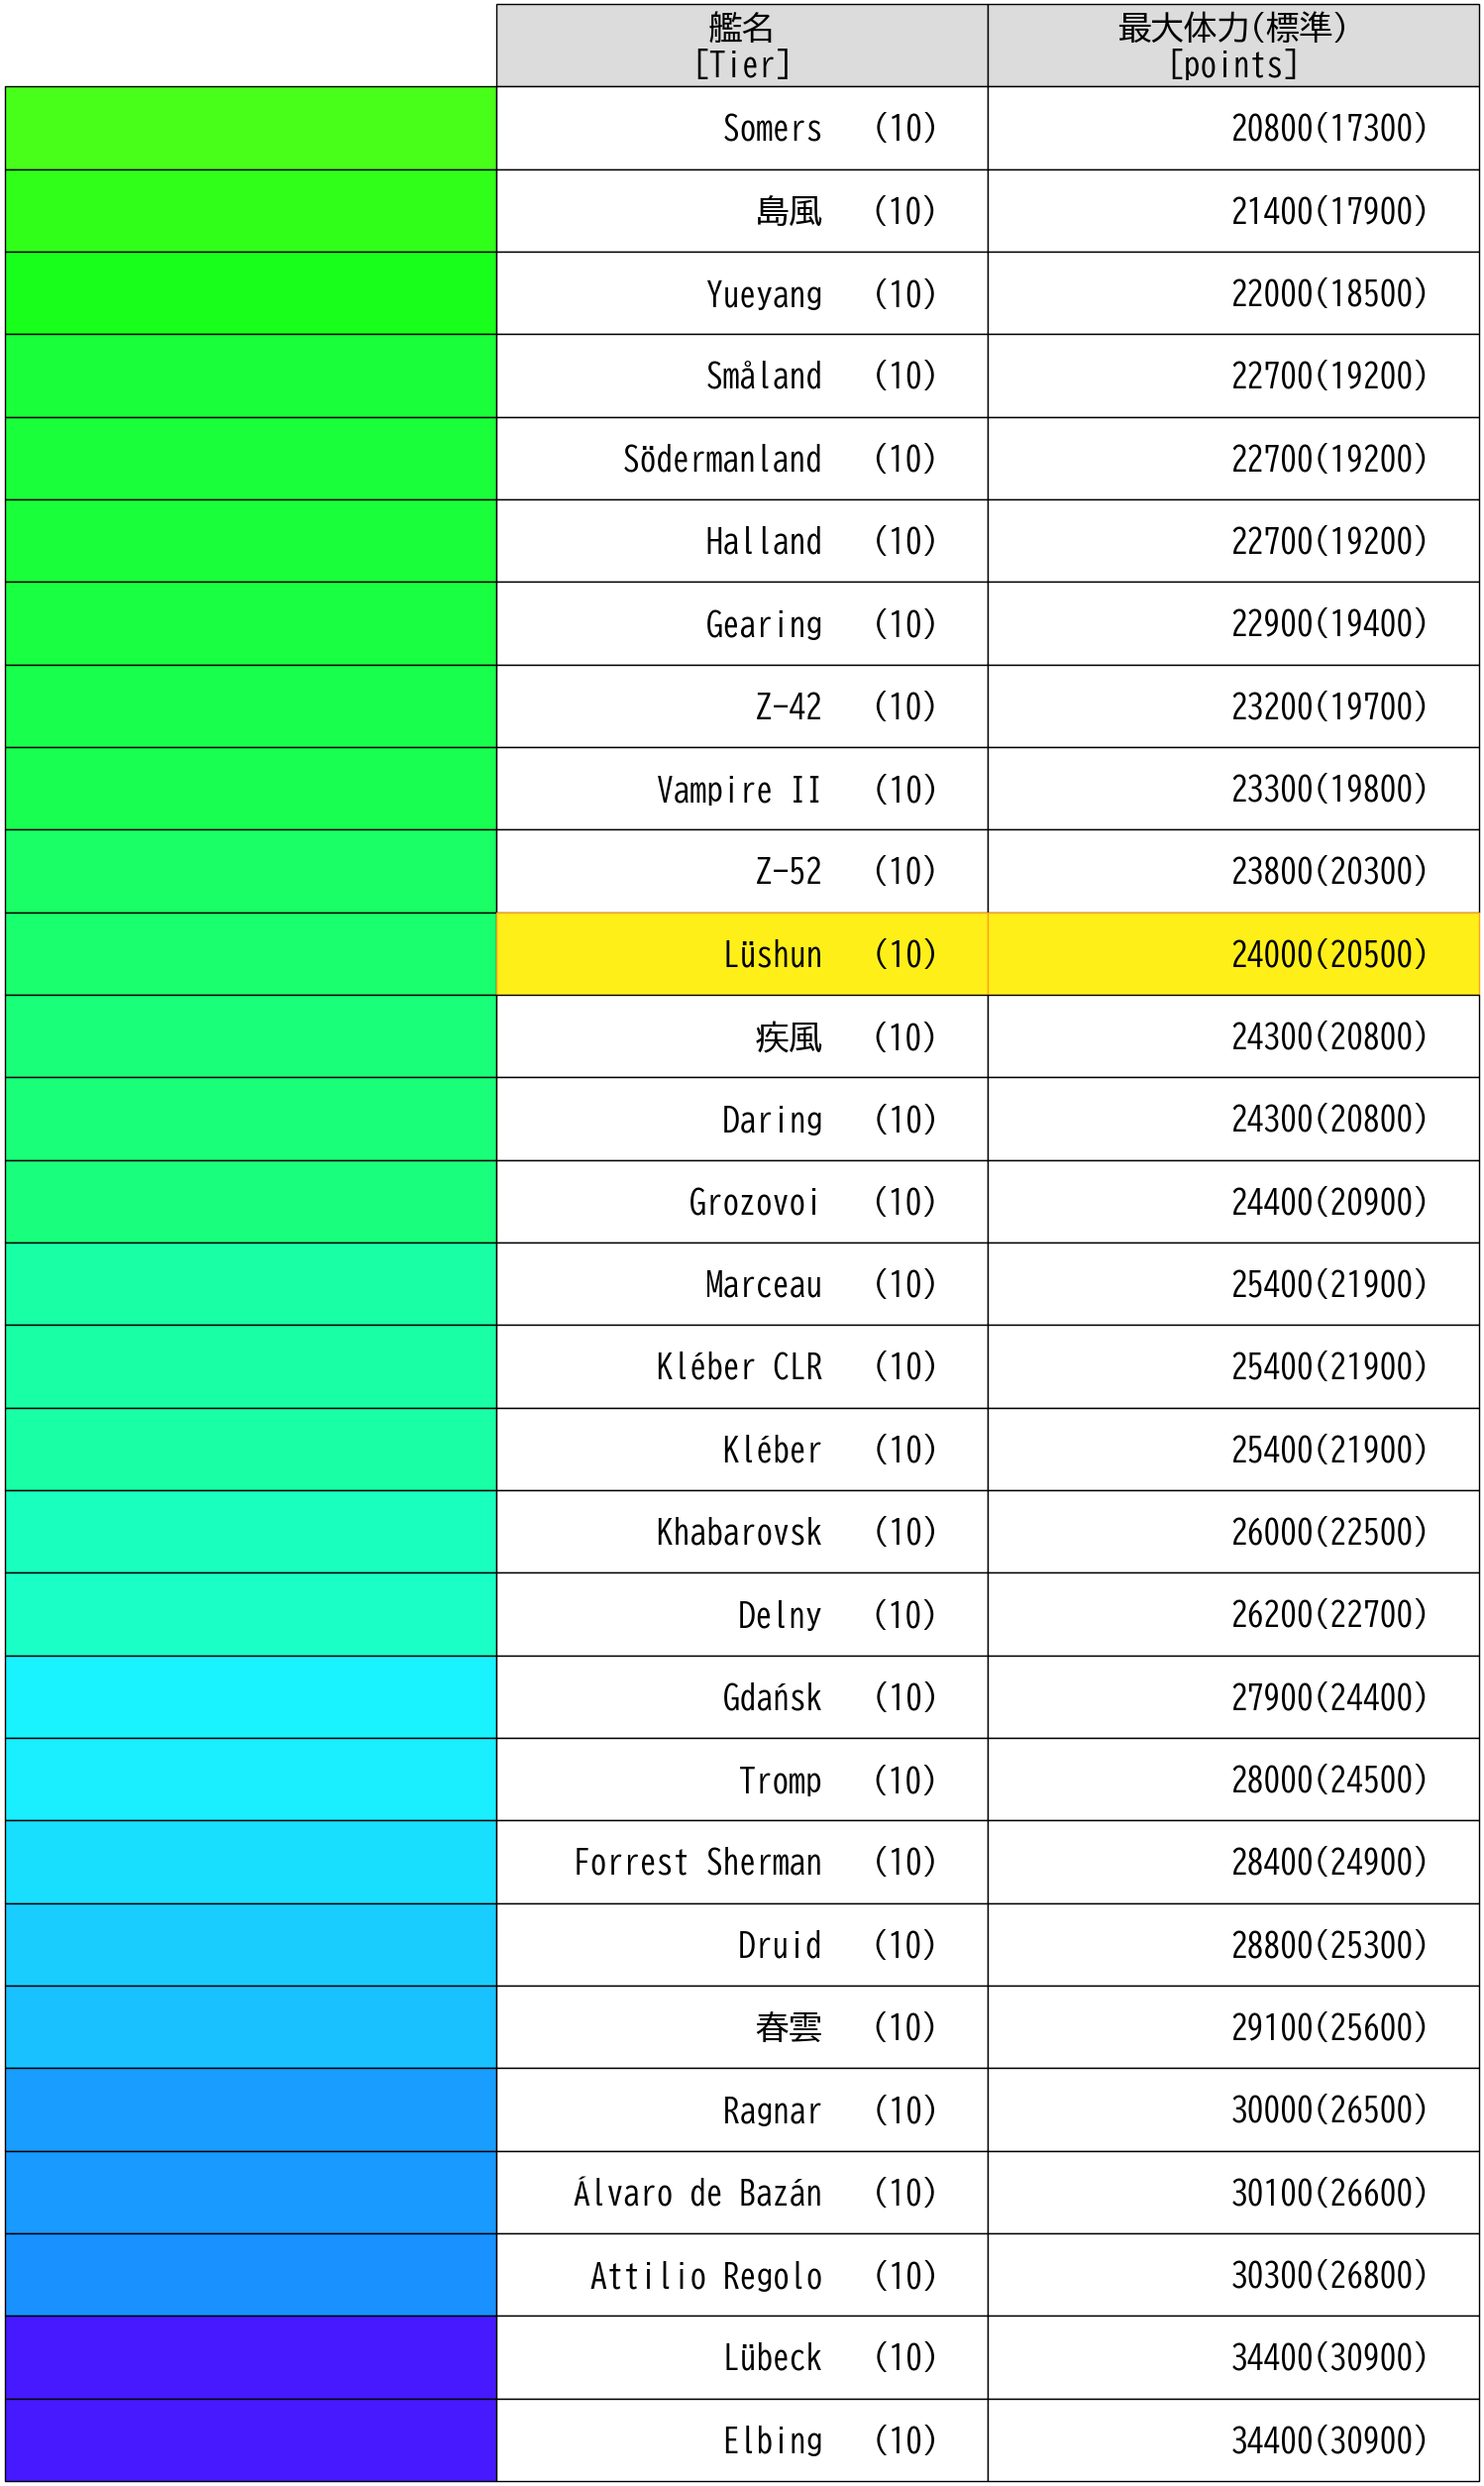 艦名 最大体力(標準)
[Tier] [points]
Somers (10) 20800(17300)
島風 (10) 21400(17900)
Yueyang (10) 22000(18500)
Småland (10) 22700(19200)
Södermanland (10) 22700(19200)
Halland (10) 22700(19200)
Gearing (10) 22900(19400)
Z-42 (10) 23200(19700)
Vampire II (10) 23300(19800)
Z-52 (10) 23800(20300)
Lüshun (10) 24000(20500)
疾風 (10) 24300(20800)
Daring (10) 24300(20800)
Grozovoi (10) 24400(20900)
Marceau (10) 25400(21900)
Kléber CLR (10) 25400(21900)
Kléber (10) 25400(21900)
Khabarovsk (10) 26000(22500)
Delny (10) 26200(22700)
Gdańsk (10) 27900(24400)
Tromp (10) 28000(24500)
Forrest Sherman (10) 28400(24900)
Druid (10) 28800(25300)
春雲 (10) 29100(25600)
Ragnar (10) 30000(26500)
Álvaro de Bazán (10) 30100(26600)
Attilio Regolo (10) 30300(26800)
Lübeck (10) 34400(30900)
Elbing (10) 34400(30900)